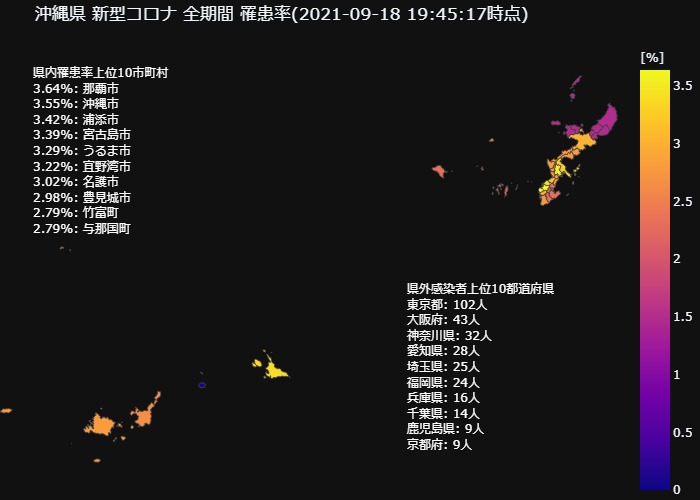 沖縄県 新型コロナ 全期間 罹患率(2021-09-18 19:45:17時点)
県内罹患率上位10市町村
3.64%: 那覇市
3.55%: 沖縄市
3.42%: 浦添市
3.39%: 宮古島市
3.29%: うるま市
3.22%: 宜野湾市
3.02%: 名護市
2.98%: 豊見城市
2.79%: 竹富町
2.79%: 与那国町
県外感染者上位10都道府県
東京都: 102人
大阪府: 43人
神奈川県: 32人
愛知県: 28人
埼玉県: 25人
福岡県: 24人
兵庫県: 16人
千葉県: 14人
鹿児島県: 9人
京都府: 9人
[%]
3.5
3
2.5
2
1.5
1
0.5
0